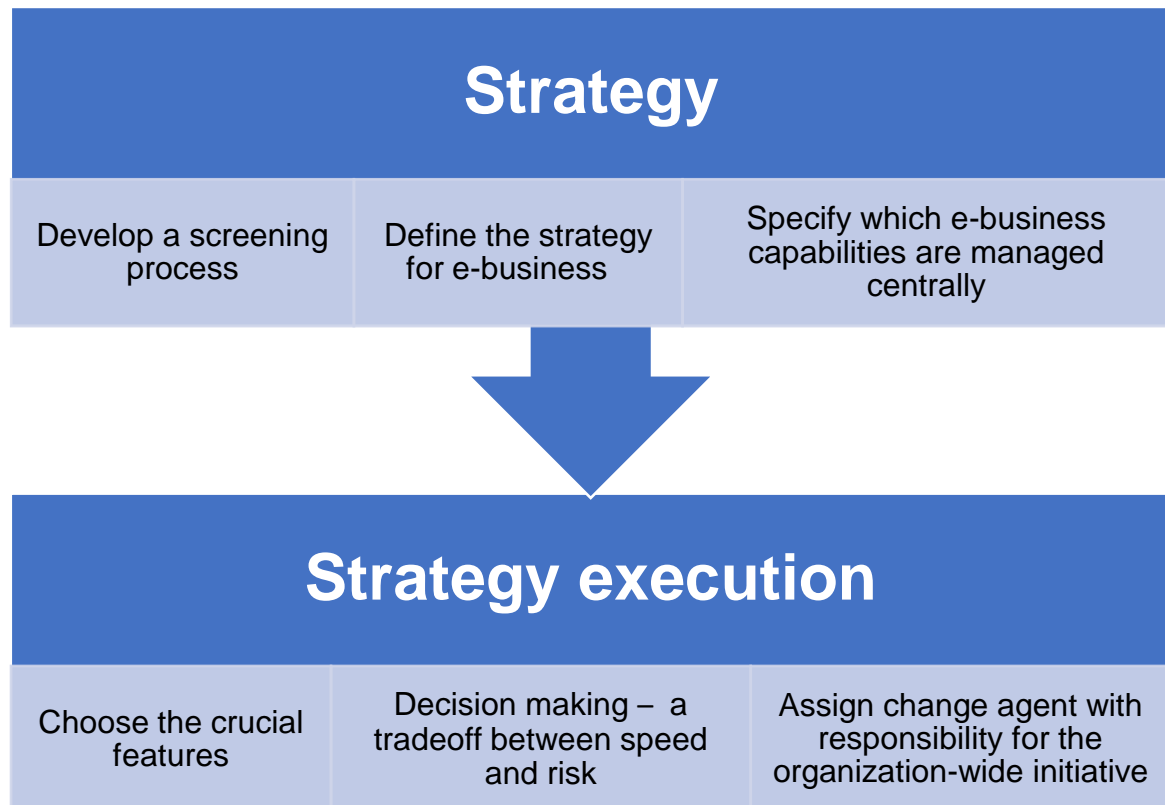 Strategy
Develop a screening
process
Define the strategy
for e-business
Specify which e-business
capabilities are managed
centrally
Strategy execution
Choose the crucial
features
Decision making – a
tradeoff between speed
and risk
Assign change agent with
responsibility for the
organization-wide initiative